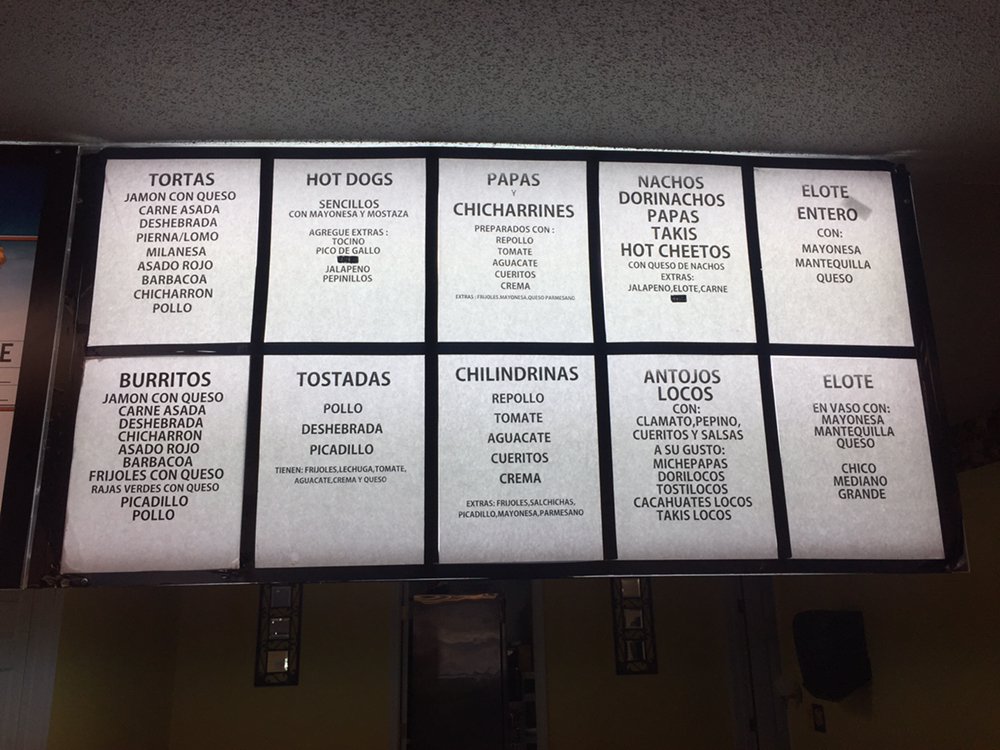 E
TORTAS
JAMON CON QUESO
CARNE ASADA
DESHEBRADA
PIERNA/LOMO
MILANESA
ASADO ROJO
BARBACOA
CHICHARRON
POLLO
HOT DOGS
SENCILLOS
CON MAYONESA Y MOSTAZA
AGREGUE EXTRAS :
TOCINO
PICO DE GALLO
JALAPENO
PEPINILLOS
PAPAS
Y
CHICHARRINES
PREPARADOS CON :
REPOLLO
TOMATE
AGUACATE
CUERITOS
CREMA
EXTRAS : FRIJOLES,MAYONESA,QUESO PARMESANO
NACHOS
DORINACHOS
PAPAS
TAKIS
HOT CHEETOS
CON QUESO DE NACHOS
EXTRAS:
JALAPENO,ELOTE,CARNE
ELOTE
ENTERO
CON:
MAYONESA
MANTEQUILLA
QUESO
BURRITOS
JAMON CON QUESO
CARNE ASADA
DESHEBRADA
CHICHARRON
ASADO ROJO
BARBACOA
FRIJOLES CON QUESO
RAJAS VERDES CON QUESO
PICADILLO
POLLO
TOSTADAS
POLLO
DESHEBRADA
PICADILLO
TIENEN: FRIJOLES,LECHUGA,TOMATE,
AGUACATE,CREMA Y QUESO
CHILINDRINAS
REPOLLO
TOMATE
AGUACATE
CUERITOS
CREMA
EXTRAS: FRIJOLES,SALCHICHAS,
PICADILLO,MAYONESA,PARMESANO
ANTOJOS
LOCOS
CON:
CLAMATO,PEPINO,
CUERITOS Y SALSAS
A SU GUSTO:
MICHEPAPAS
DORILOCOS
TOSTILOCOS
CACAHUATES LOCOS
TAKIS LOCOS
ELOTE
EN VASO CON:
MAYONESA
MANTEQUILLA
QUESO
CHICO
MEDIANO
GRANDE